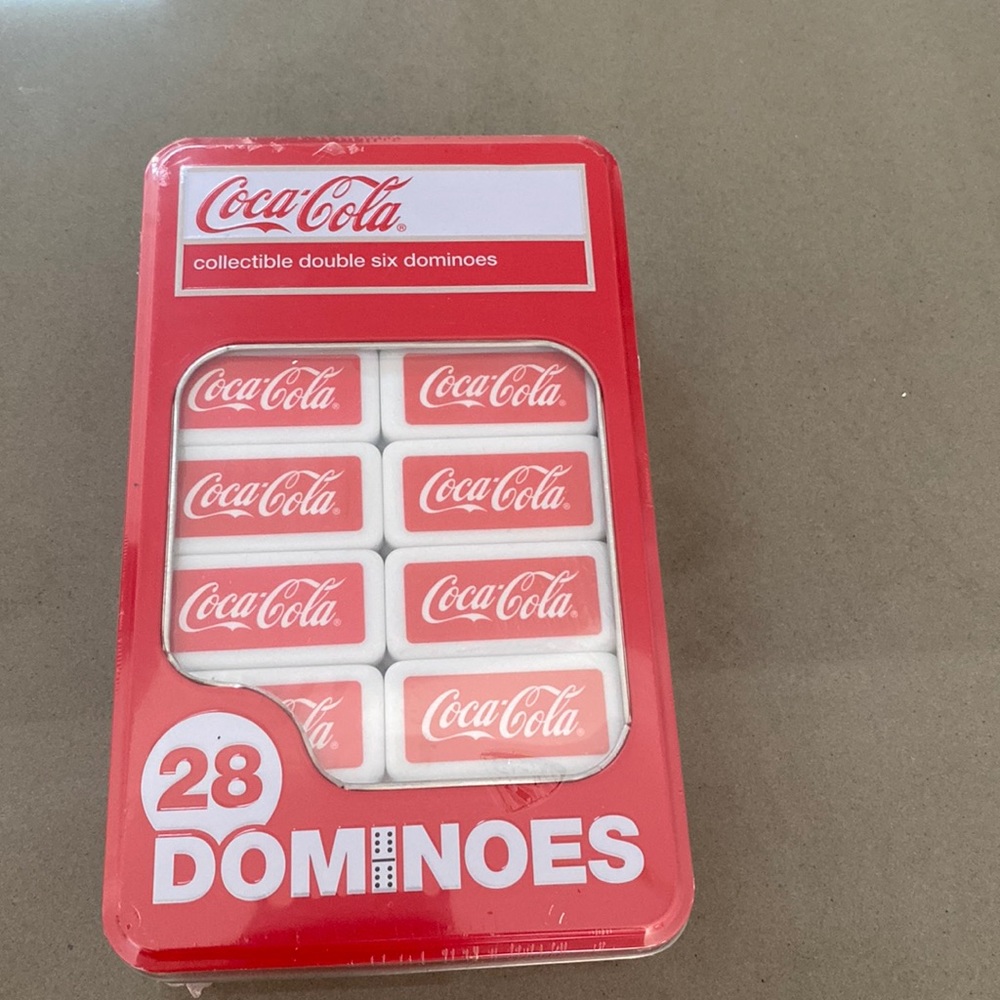 Coca-Cola®
collectible double six dominoes
Coca-Cola® Coca-Cola®
Coca-Cola® Coca-Cola®
Coca-Cola® Coca-Cola®
ola® Coca-Cola®
28
DOMINOES